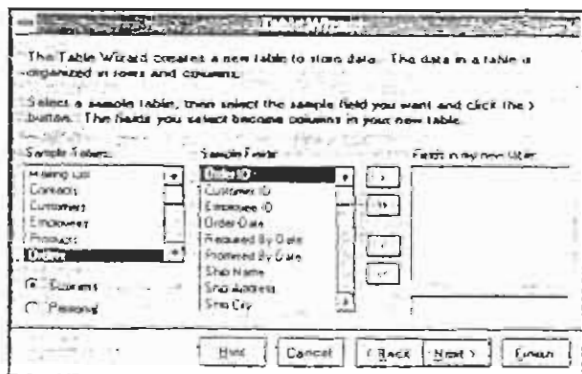 Table Wizard
The Table Wizard creates a new table to store data. The data in a table is
organized in rows and columns.
Select a sample table, then select the sample field you want and click the >
button. The fields you select become columns in your new table.
Sample Tables:
Mailing List
Contacts
Customers
Employees
Products
Orders
Business
Personal
Sample Fields:
Order ID
Customer ID
Employee ID
Order Date
Required By Date
Promised By Date
Ship Name
Ship Address
Ship City
>
>>
<
<<
Fields in my new table:
Hint
Cancel
< Back
Next >
Finish